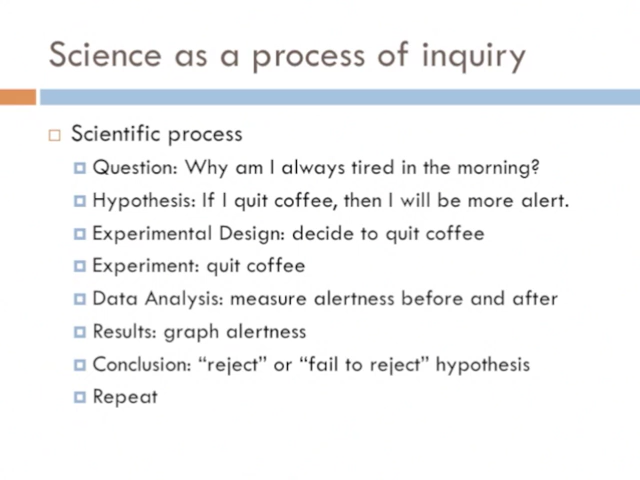 Science as a process of inquiry
Scientific process
Question: Why am I always tired in the morning?
Hypothesis: If I quit coffee, then I will be more alert.
Experimental Design: decide to quit coffee
Experiment: quit coffee
Data Analysis: measure alertness before and after
Results: graph alertness
Conclusion: “reject” or “fail to reject” hypothesis
Repeat